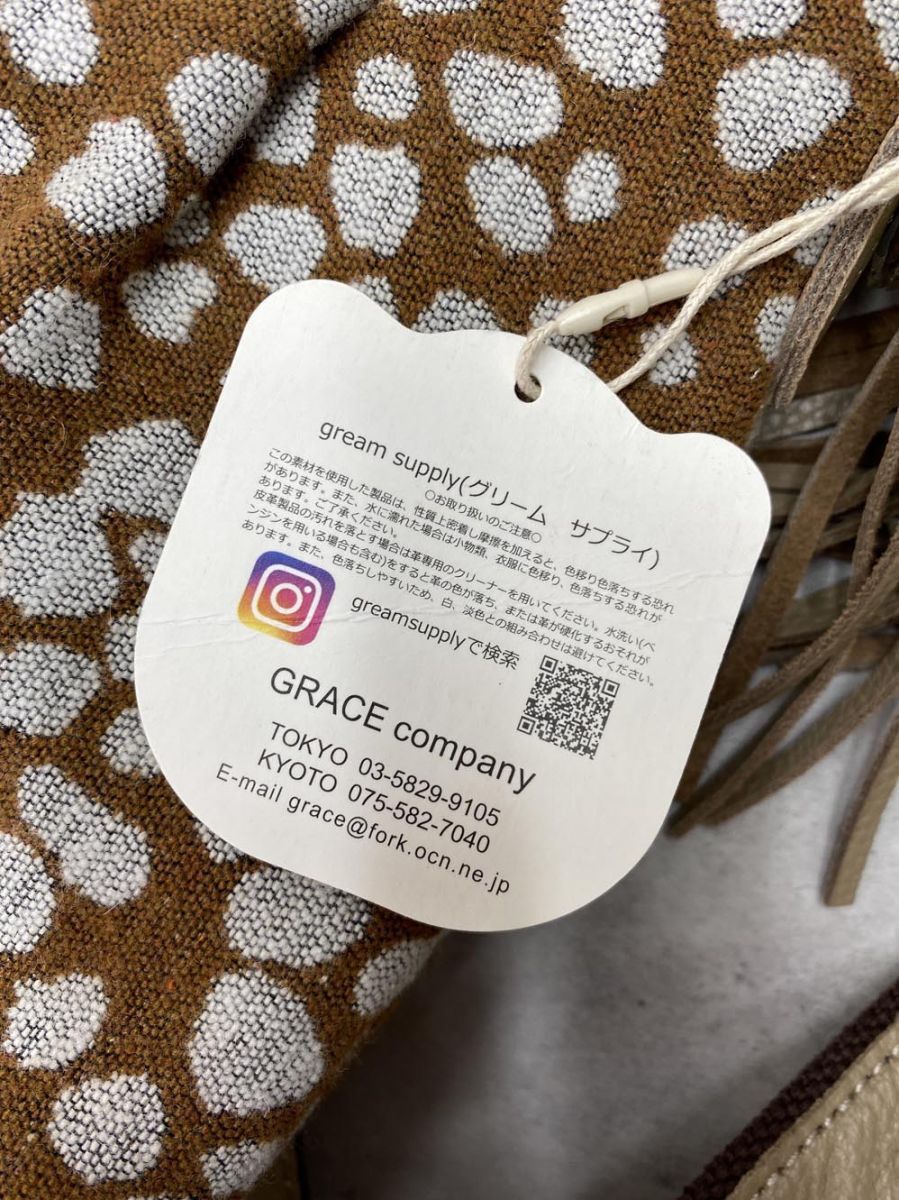 gream supply(グリーム　サプライ)
○お取り扱いのご注意○
この素材を使用した製品は、性質上密着し摩擦を加えると、色移り色落ちする恐れ
があります。また、水に濡れた場合は小物類、衣服に色移り、色落ちする恐れが
あります。ご了承ください。
皮革製品の汚れを落とす場合は革専用のクリーナーを用いてください。水洗い(ベ
ンジンを用いる場合も含む)をすると革の色が落ち、または革が硬化するおそれが
あります。また、色落ちしやすいため、白、淡色との組み合わせは避けてください。
greamsupplyで検索
GRACE company
TOKYO 03-5829-9105
KYOTO 075-582-7040
E-mail grace@fork.ocn.ne.jp